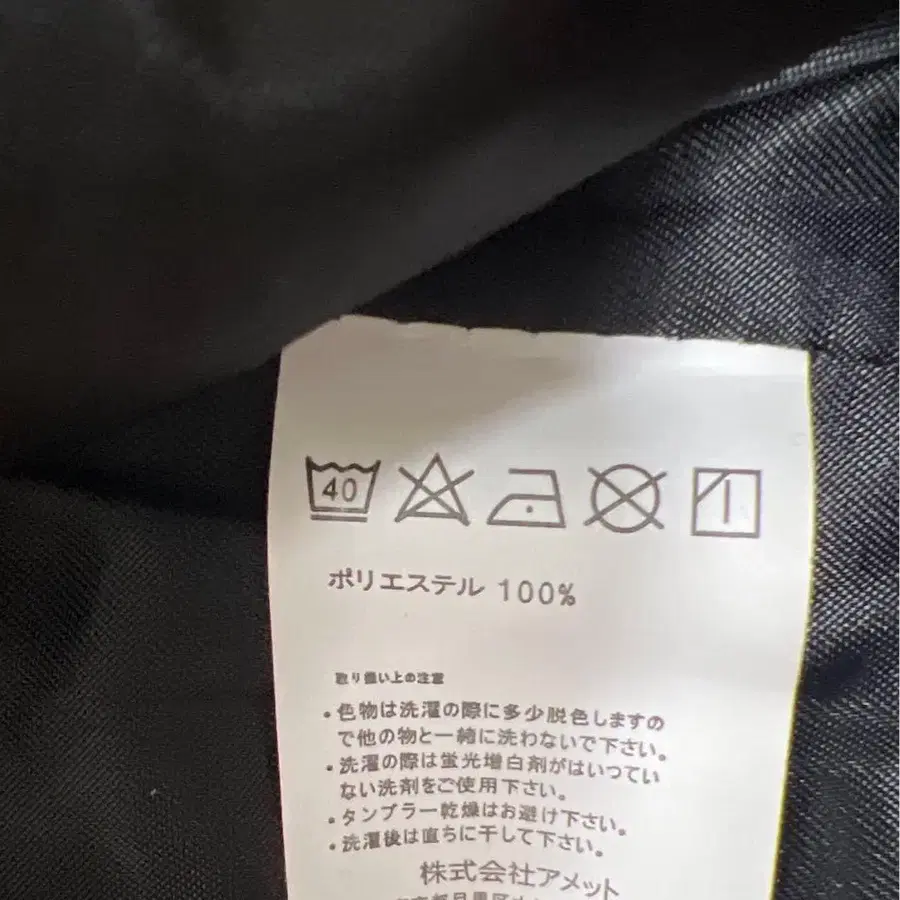 40
ポリエステル 100%
取り扱い上の注意
・色物は洗濯の際に多少脱色しますの
で他の物と一緒に洗わないで下さい。
・洗濯の際は蛍光増白剤がはいつてい
ない洗剤をご使用下さい。
・タンブラー乾燥はお避け下さい。
・洗濯後は直ちに干して下さい。
株式会社アメット